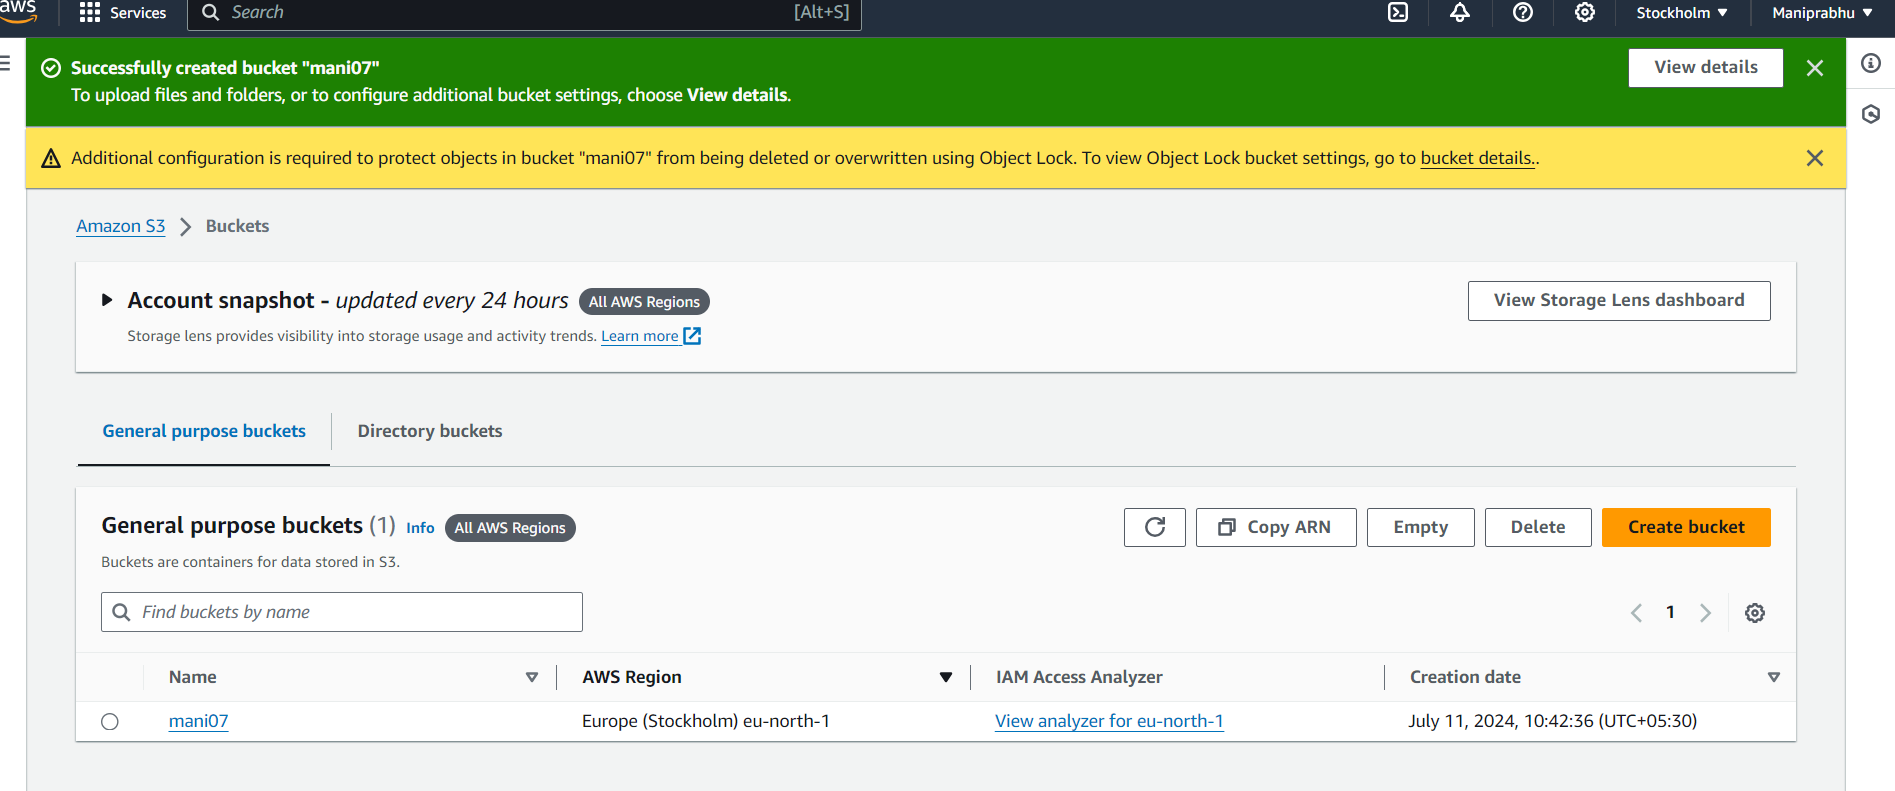 aws
Services
Search
[Alt+S]
Stockholm ▼
Maniprabhu ▼
Successfully created bucket "mani07"
To upload files and folders, or to configure additional bucket settings, choose View details.
View details
Additional configuration is required to protect objects in bucket "mani07" from being deleted or overwritten using Object Lock. To view Object Lock bucket settings, go to bucket details..
Amazon S3 > Buckets
Account snapshot - updated every 24 hours All AWS Regions
View Storage Lens dashboard
Storage lens provides visibility into storage usage and activity trends. Learn more
General purpose buckets
Directory buckets
General purpose buckets (1) Info All AWS Regions
Copy ARN
Empty
Delete
Create bucket
Buckets are containers for data stored in S3.
Find buckets by name
1
Name
AWS Region
IAM Access Analyzer
Creation date
mani07
Europe (Stockholm) eu-north-1
View analyzer for eu-north-1
July 11, 2024, 10:42:36 (UTC+05:30)